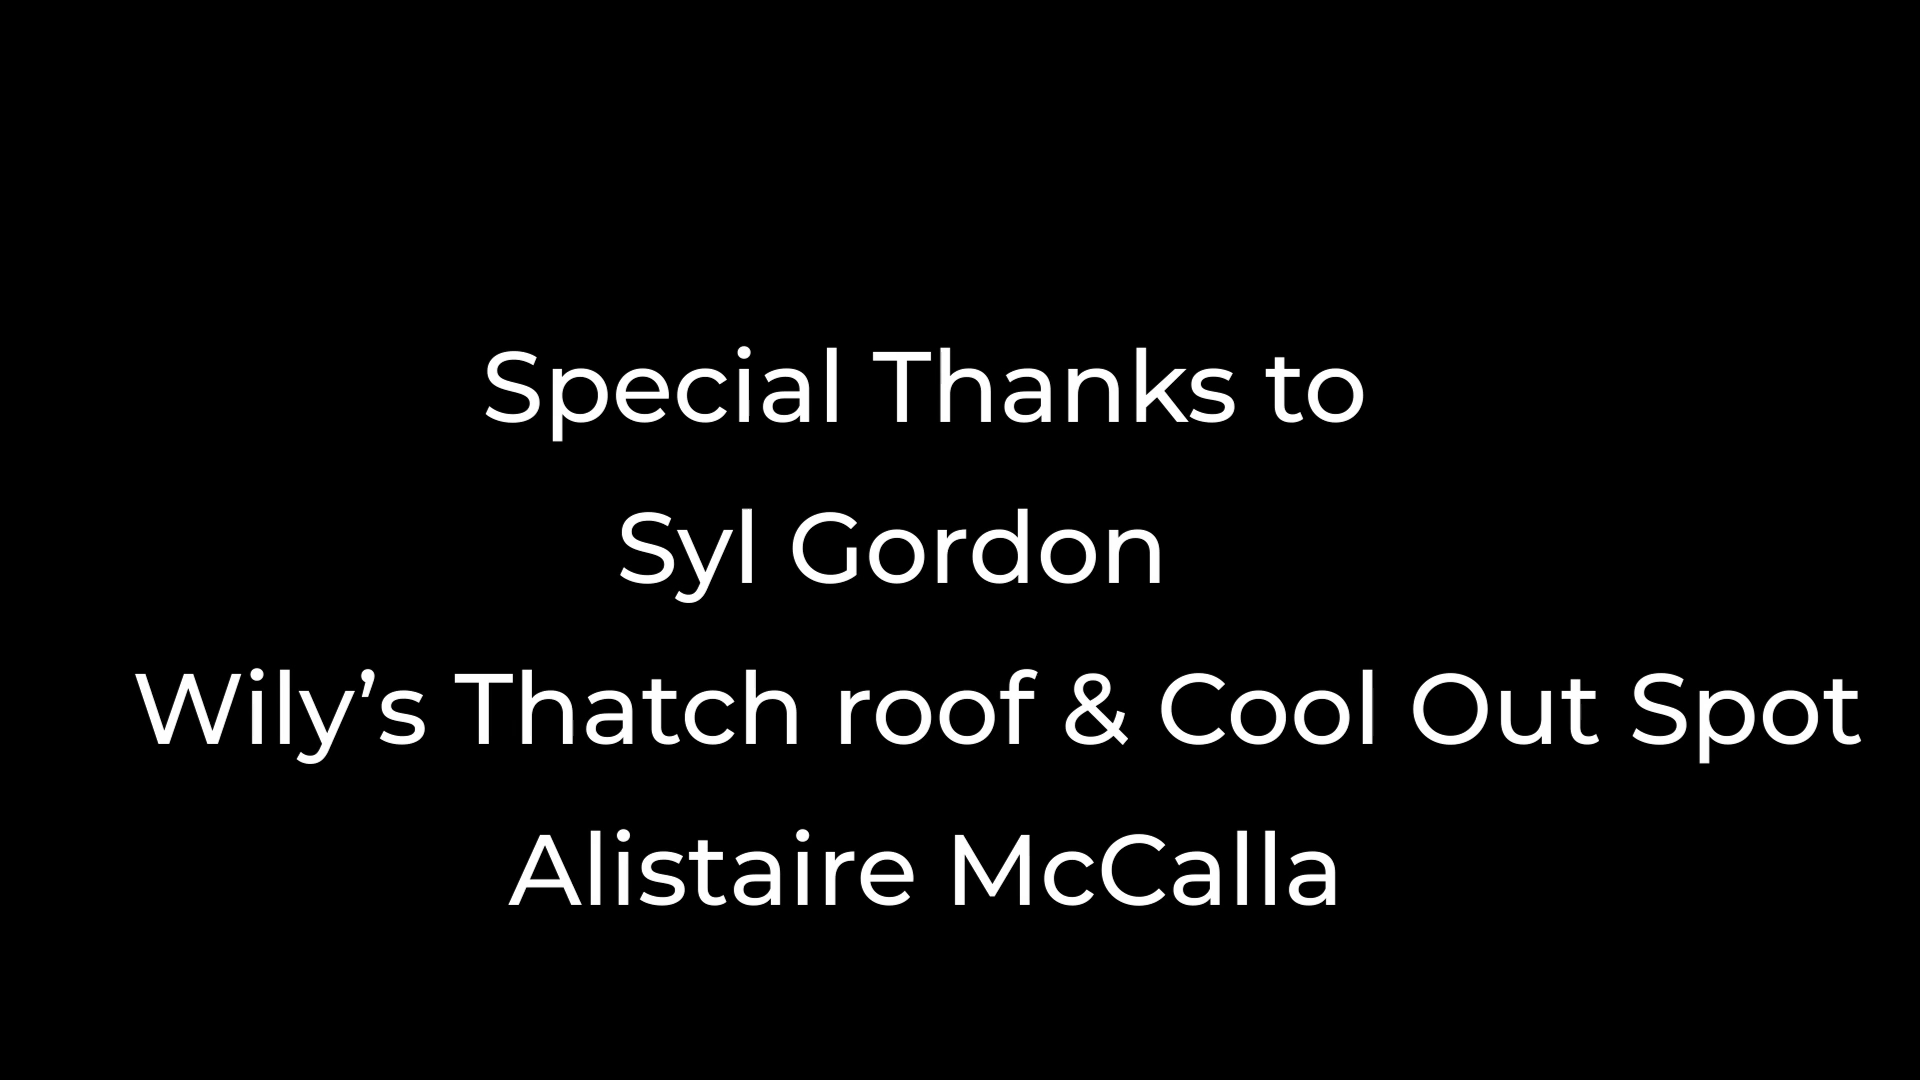 Special Thanks to
Syl Gordon
Wily’s Thatch roof & Cool Out Spot
Alistaire McCalla